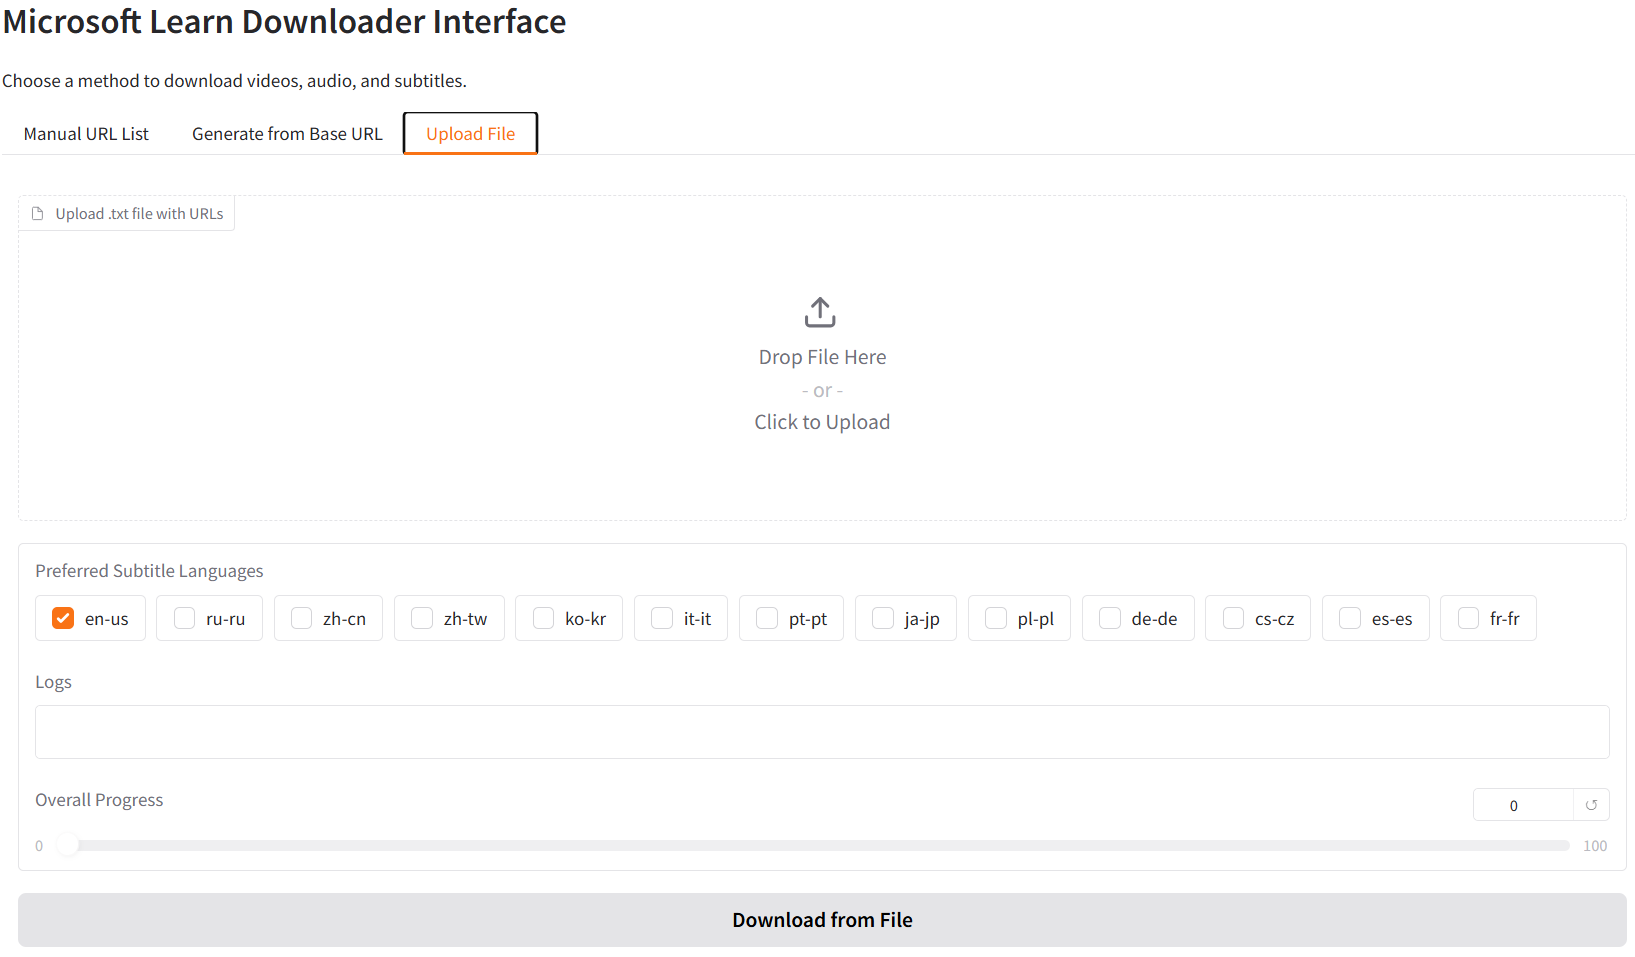 Microsoft Learn Downloader Interface
Choose a method to download videos, audio, and subtitles.
Manual URL List Generate from Base URL Upload File
Upload .txt file with URLs
Drop File Here
- or -
Click to Upload
Preferred Subtitle Languages
en-us ru-ru zh-cn zh-tw ko-kr it-it pt-pt ja-jp pl-pl de-de cs-cz es-es fr-fr
Logs
Overall Progress 0
0 100
Download from File